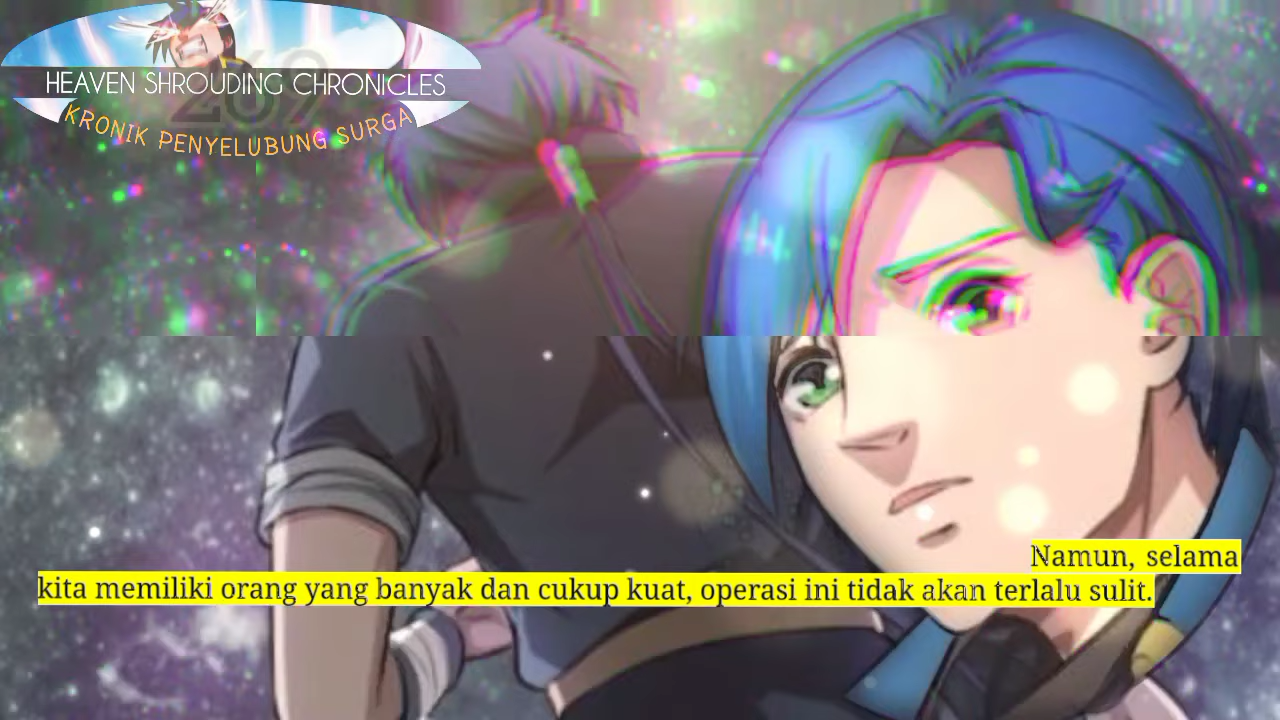 269
HEAVEN SHROUDING CHRONICLES
KRONIK PENYELUBUNG SURGA
Namun, selama
kita memiliki orang yang banyak dan cukup kuat, operasi ini tidak akan terlalu sulit.